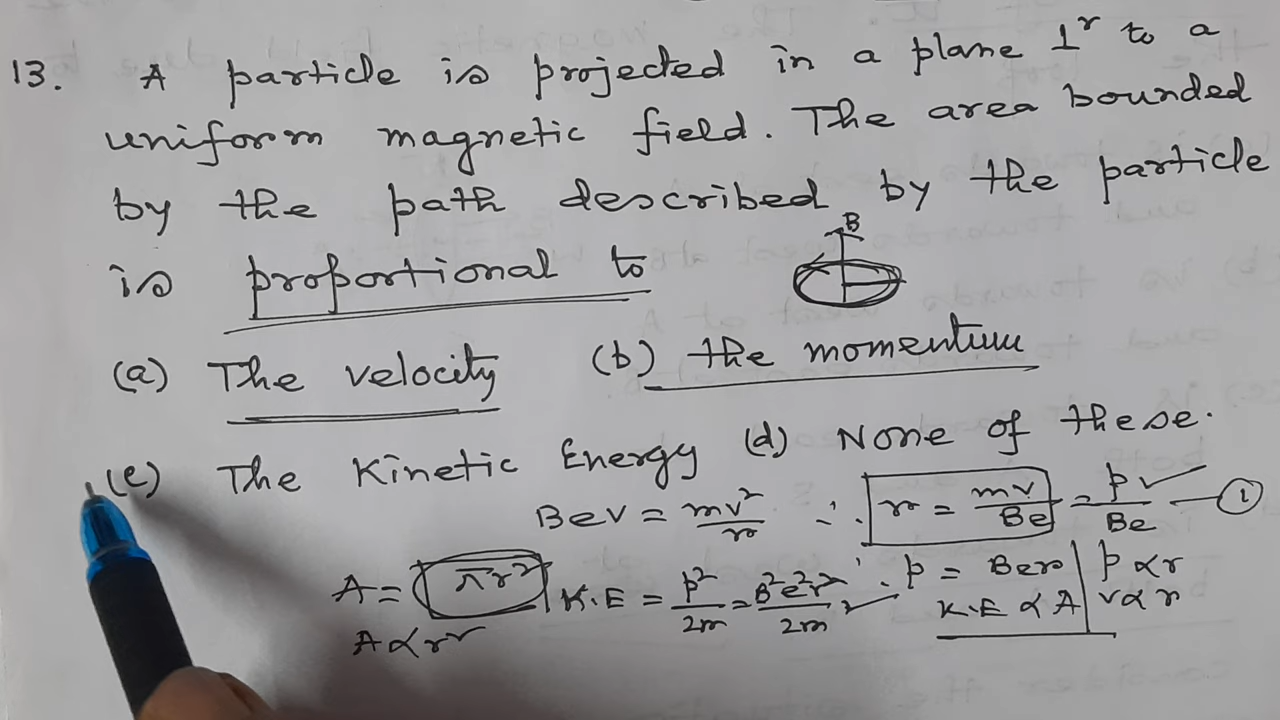 13. A particle is projected in a plane ⊥r to a
uniform magnetic field. The area bounded
by the path described by the particle
is proportional to
B
(a) The velocity (b) the momentum
(c) The Kinetic Energy (d) None of these.
Bev = mv²/r ∴ r = mv/Be = p/Be — ①
A = πr² K.E = p²/2m = B²e²r²/2m ∴ p = Ber p ∝ r
A ∝ r² K.E ∝ A v ∝ r